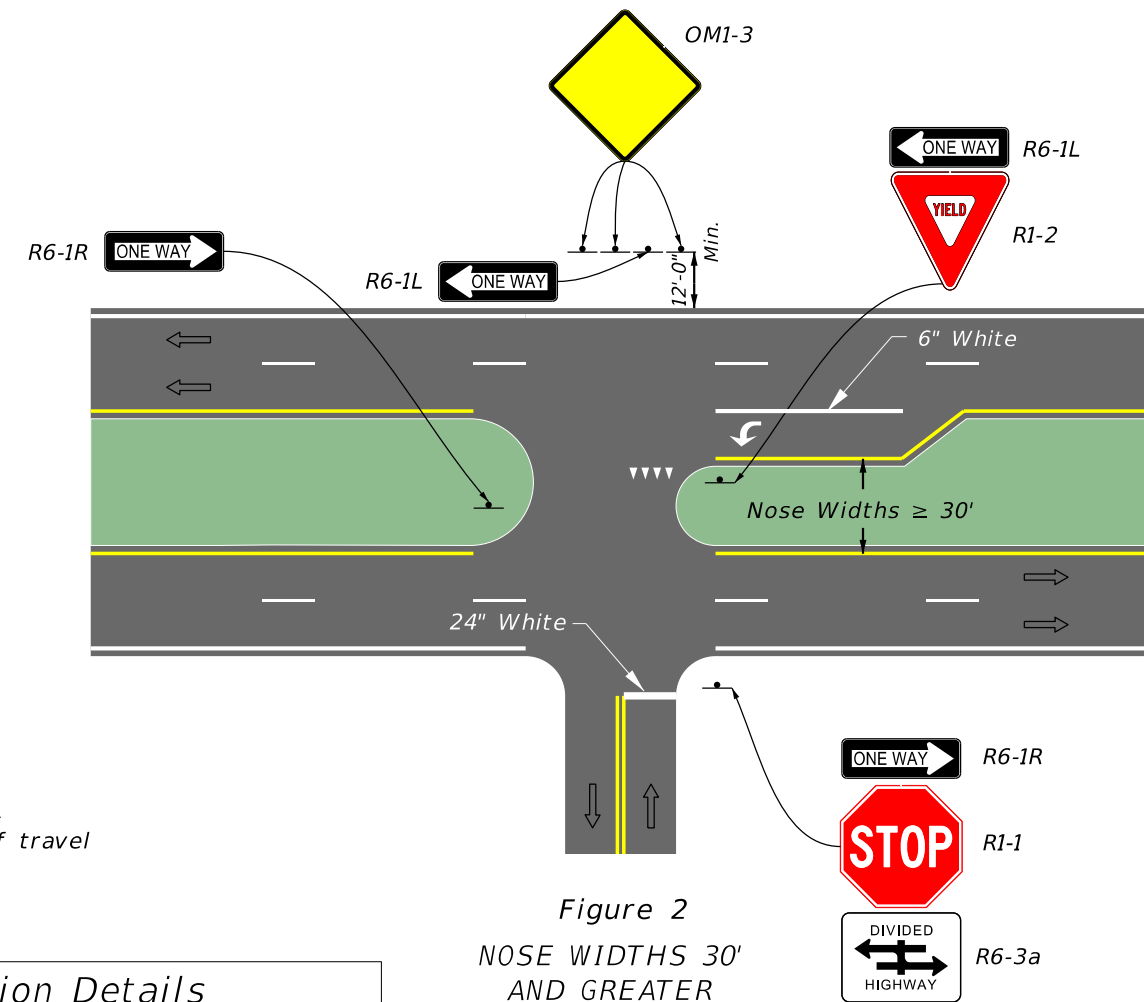 OM1-3
ONE WAY
R6-1L
YIELD
R1-2
ONE WAY
R6-1R
ONE WAY
R6-1L
12'-0"
Min.
6" White
Nose Widths ≥ 30'
24" White
ONE WAY
R6-1R
STOP
R1-1
DIVIDED
HIGHWAY
R6-3a
travel
Figure 2
NOSE WIDTHS 30'
AND GREATER
Details